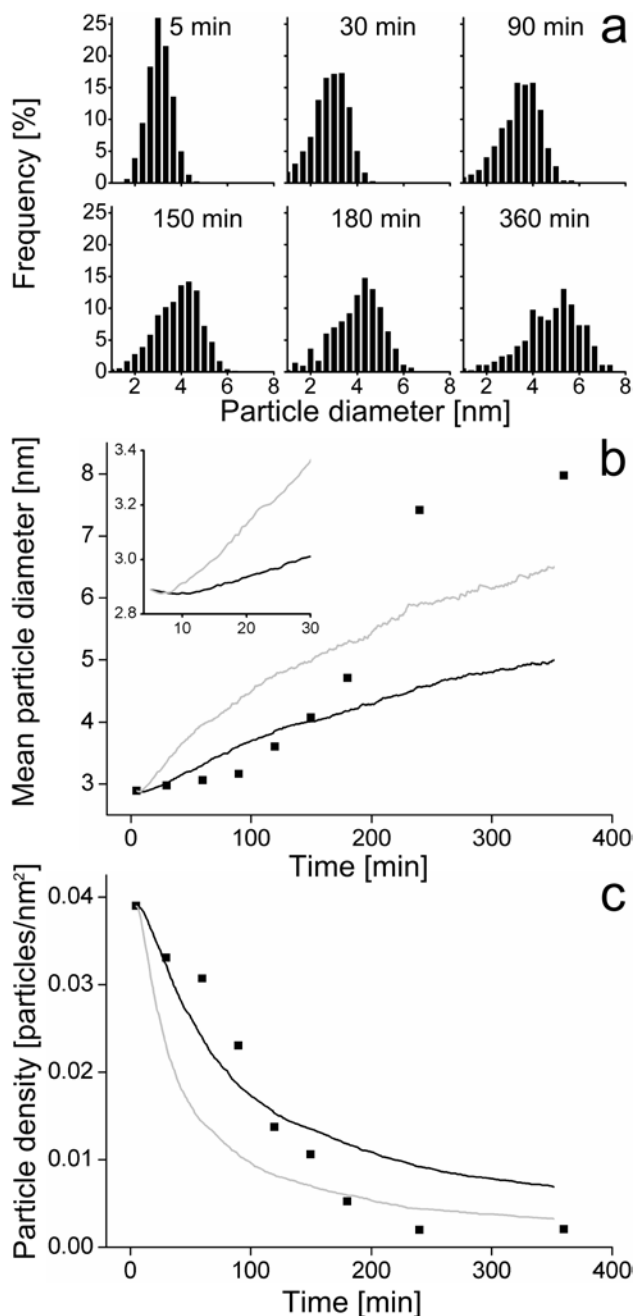 a
5 min 30 min 90 min
25
20
15
10
5
0
Frequency [%]
150 min 180 min 360 min
25
20
15
10
5
0
2 4 6 8 2 4 6 8 2 4 6 8
Particle diameter [nm]
b
Mean particle diameter [nm]
8
7
6
5
4
3
3.4
3.2
3.0
2.8
10 20 30
0 100 200 300 400
Time [min]
c
Particle density [particles/nm²]
0.04
0.03
0.02
0.01
0.00
0 100 200 300 400
Time [min]